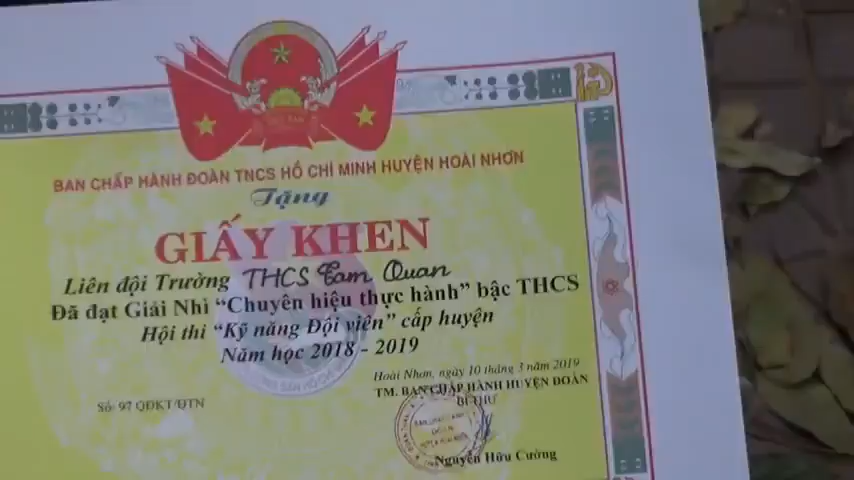 BAN CHẤP HÀNH ĐOÀN TNCS HỒ CHÍ MINH HUYỆN HOÀI NHƠN
Tặng
GIẤY KHEN
Liên đội Trường THCS Tam Quan
Đã đạt Giải Nhì "Chuyên hiệu thực hành" bậc THCS
Hội thi "Kỹ năng Đội viên" cấp huyện
Năm học 2018 - 2019
Hoài Nhơn, ngày 10 tháng 3 năm 2019
TM. BAN CHẤP HÀNH HUYỆN ĐOÀN
BÍ THƯ
Số: 97 QĐKT/ĐTN
Nguyễn Hữu Cường